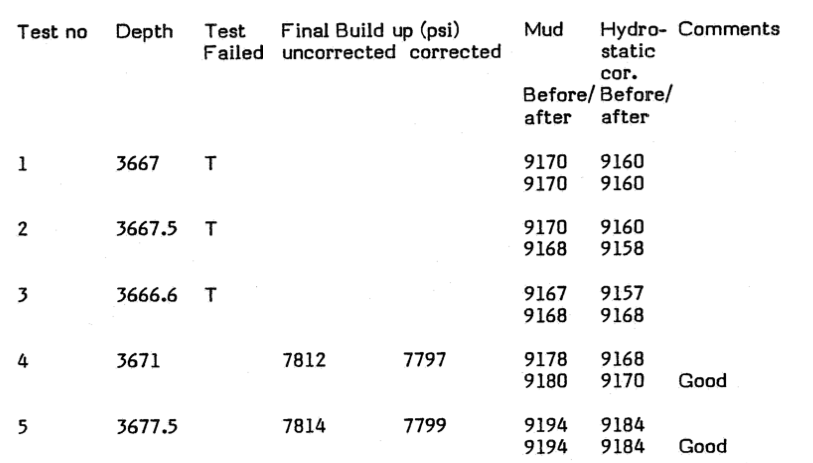 Test no Depth Test Final Build up (psi) Mud Hydro- Comments
Failed uncorrected corrected static
cor.
Before/ Before/
after after
1 3667 T 9170 9160
9170 9160
2 3667.5 T 9170 9160
9168 9158
3 3666.6 T 9167 9157
9168 9168
4 3671 7812 7797 9178 9168
9180 9170 Good
5 3677.5 7814 7799 9194 9184
9194 9184 Good